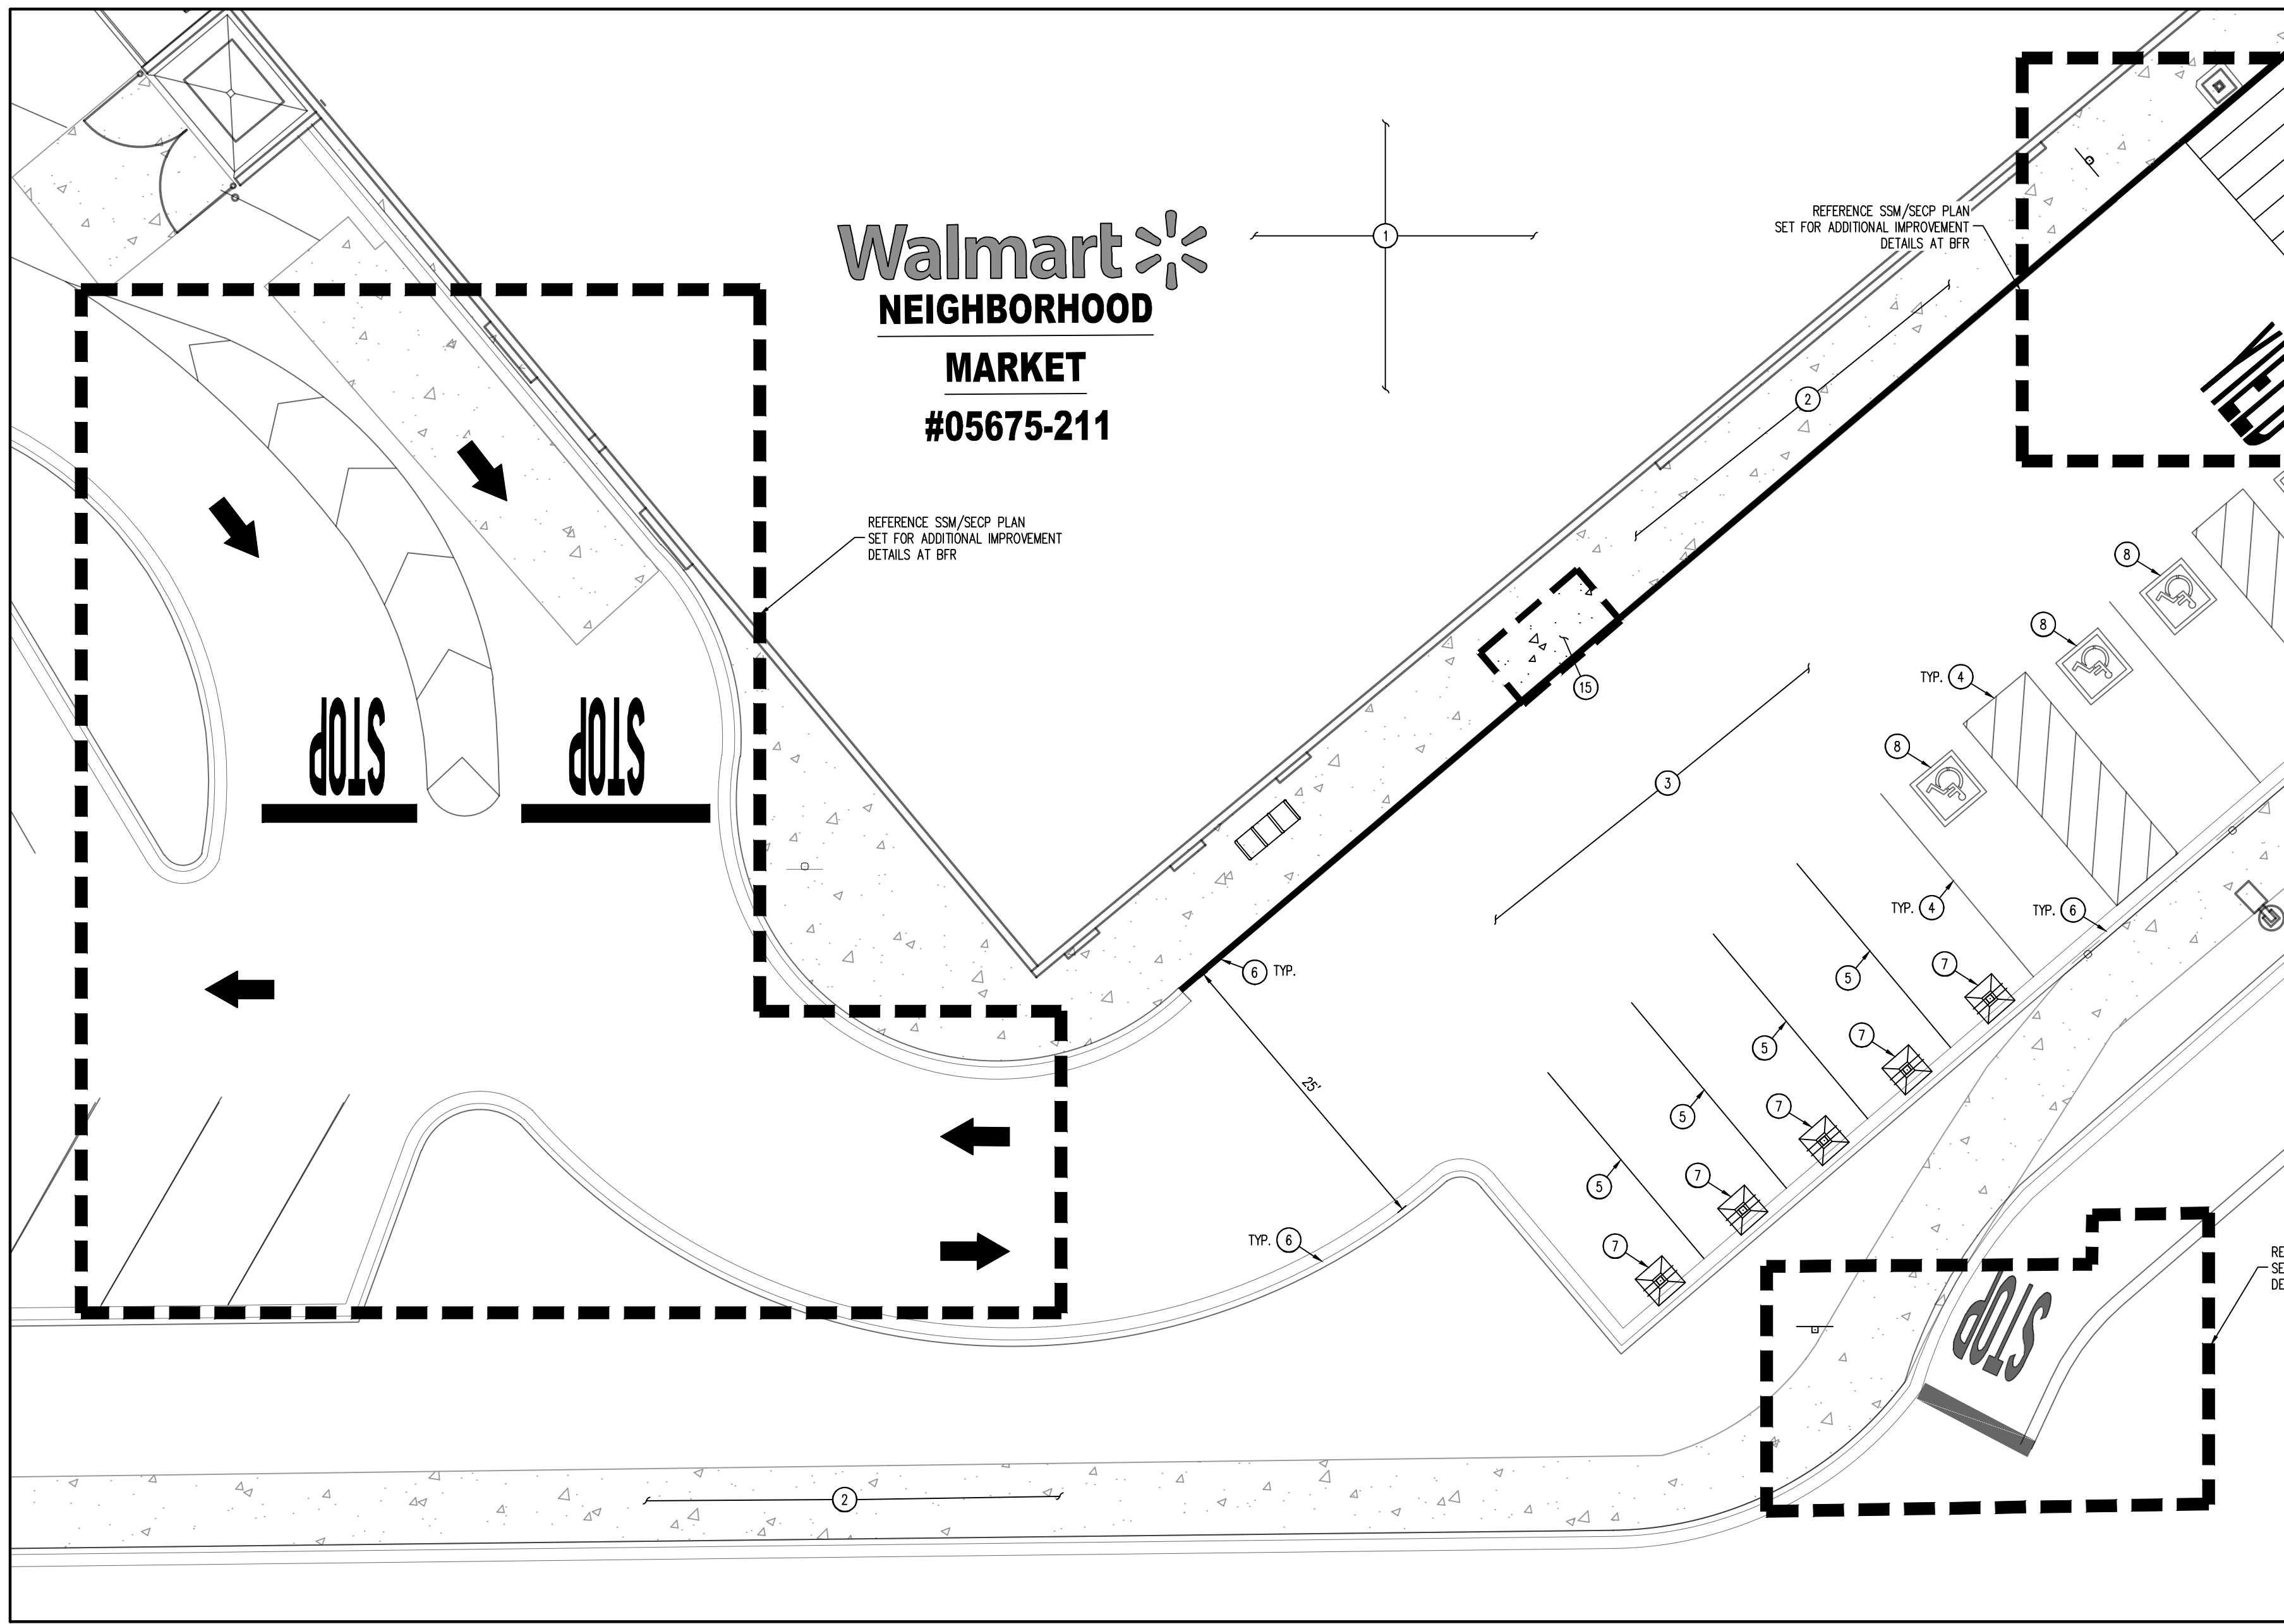 Walmart
NEIGHBORHOOD
MARKET
#05675-211
1
REFERENCE SSM/SECP PLAN
SET FOR ADDITIONAL IMPROVEMENT
DETAILS AT BFR
2
REFERENCE SSM/SECP PLAN
SET FOR ADDITIONAL IMPROVEMENT
DETAILS AT BFR
8
8
TYP. 4
15
8
3
STOP
STOP
TYP. 4
TYP. 6
6 TYP.
5
7
5
7
25'
5
7
5
7
TYP. 6
7
STOP
2